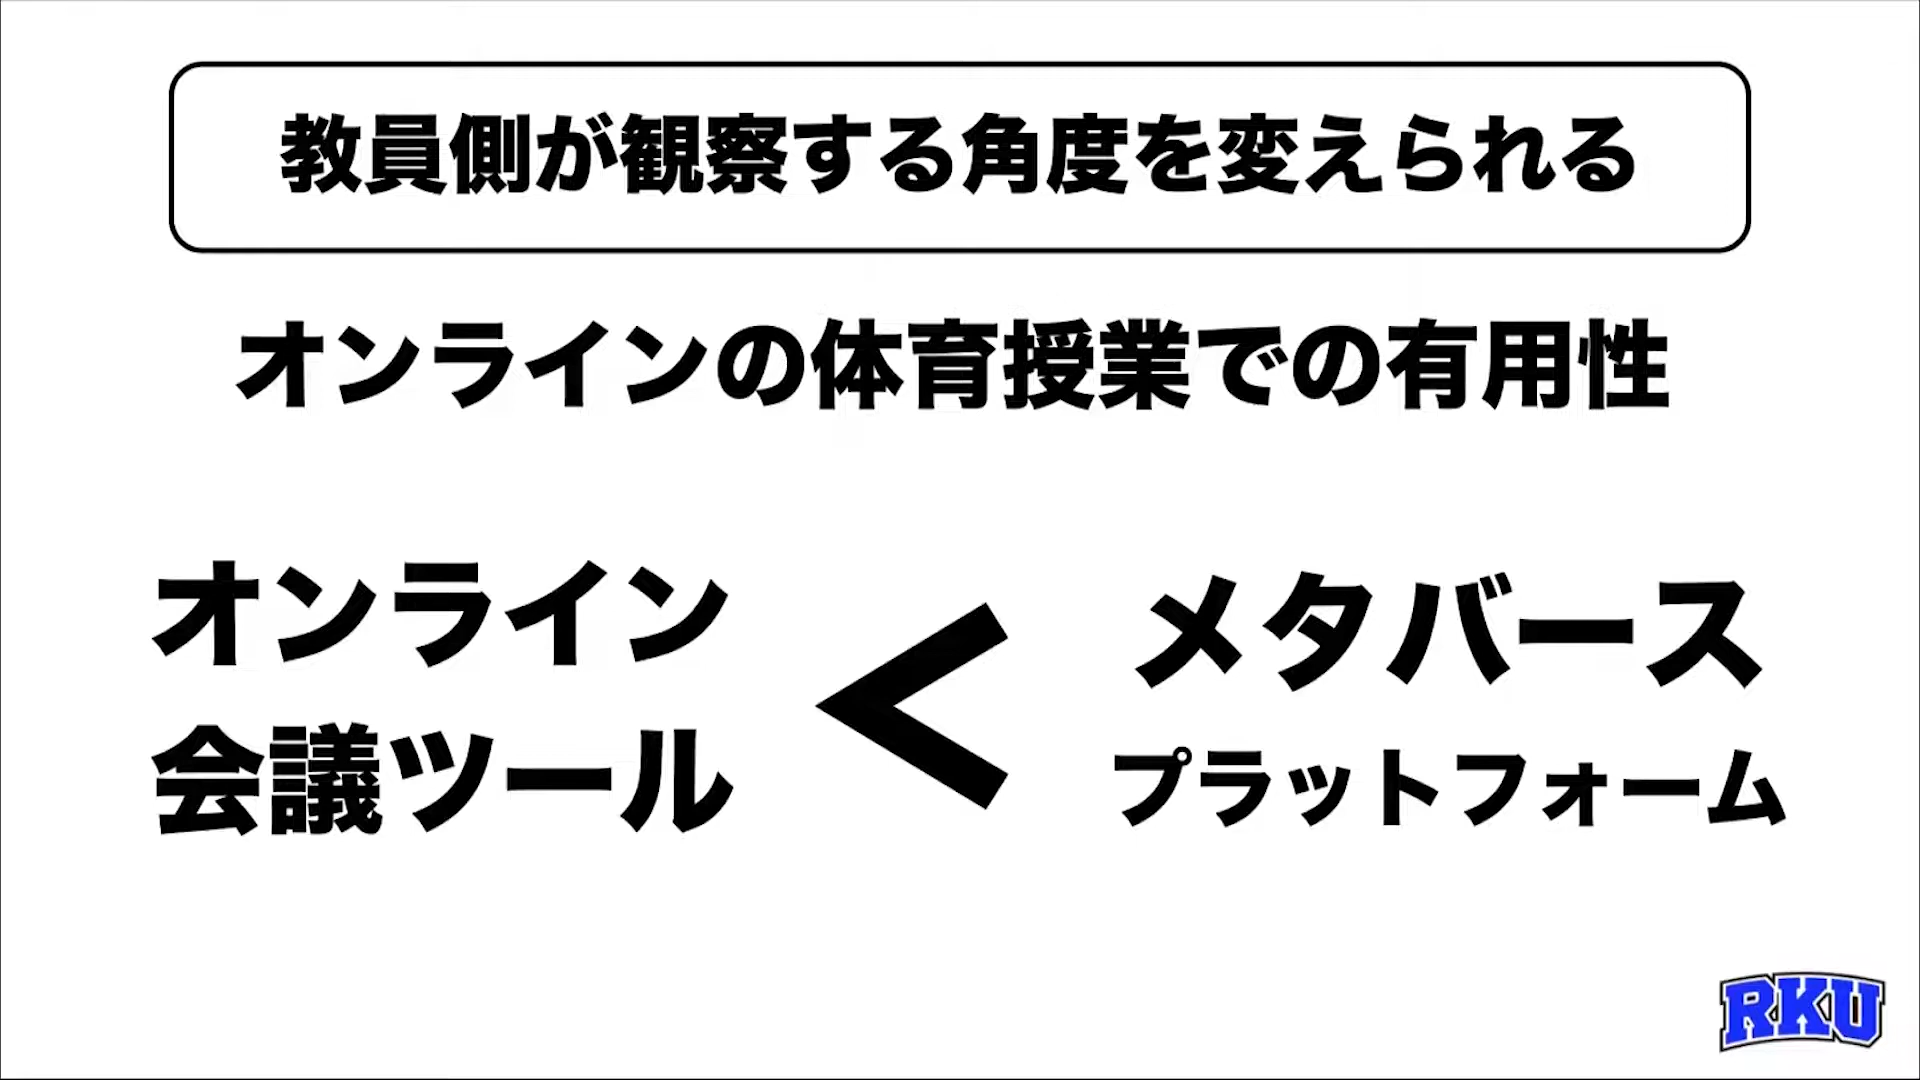 教員側が観察する角度を変えられる
オンラインの体育授業での有用性
オンライン
会議ツール
<
メタバース
プラットフォーム
RKU